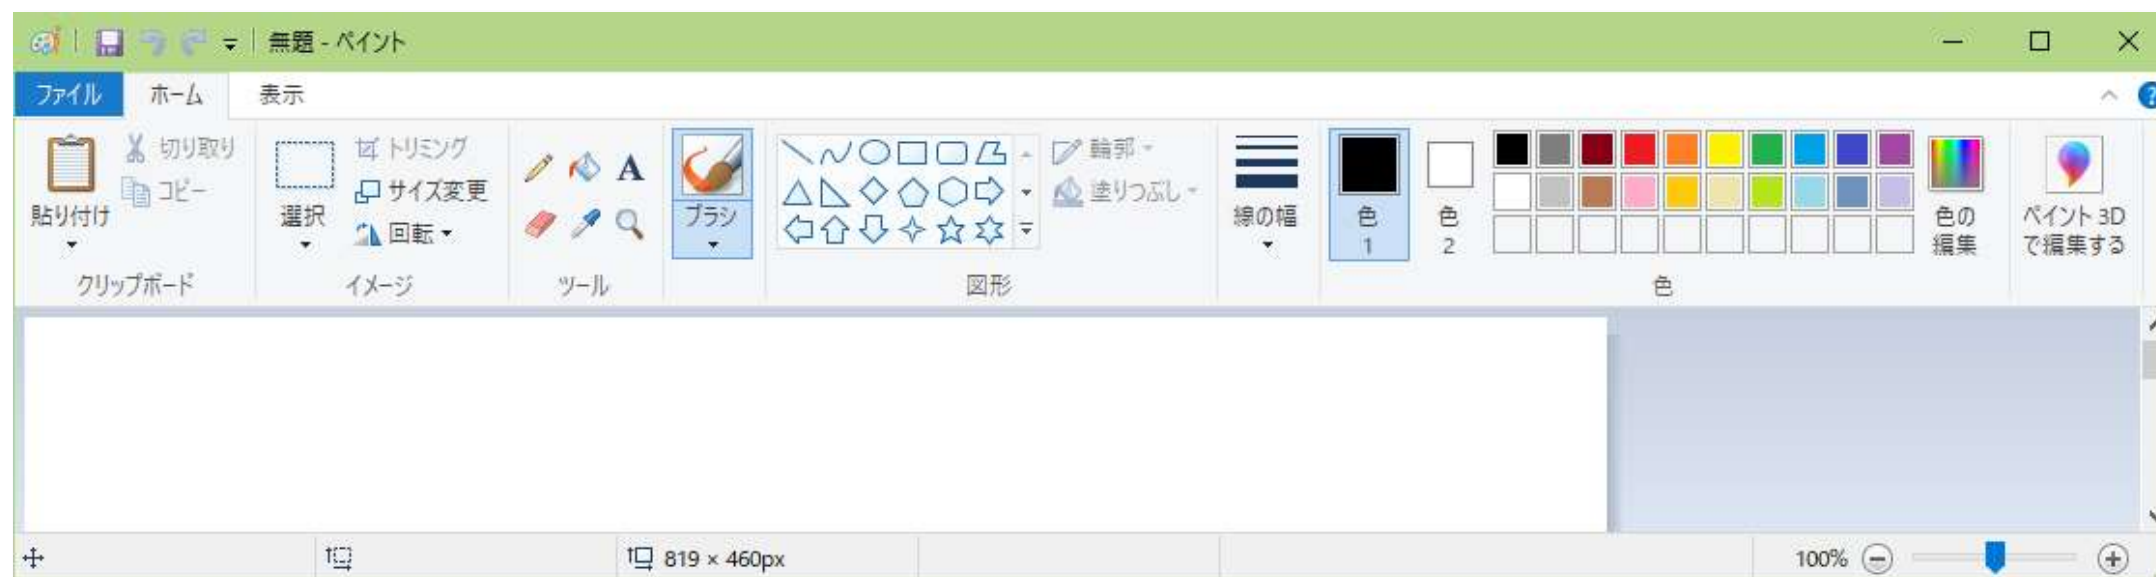 無題 - ペイント
ファイル ホーム 表示
貼り付け
切り取り
コピー
クリップボード
選択
トリミング
サイズ変更
回転
イメージ
A
ツール
ブラシ
輪郭
塗りつぶし
図形
線の幅
色
1
色
2
色の
編集
色
ペイント 3D
で編集する
819 × 460px
100%